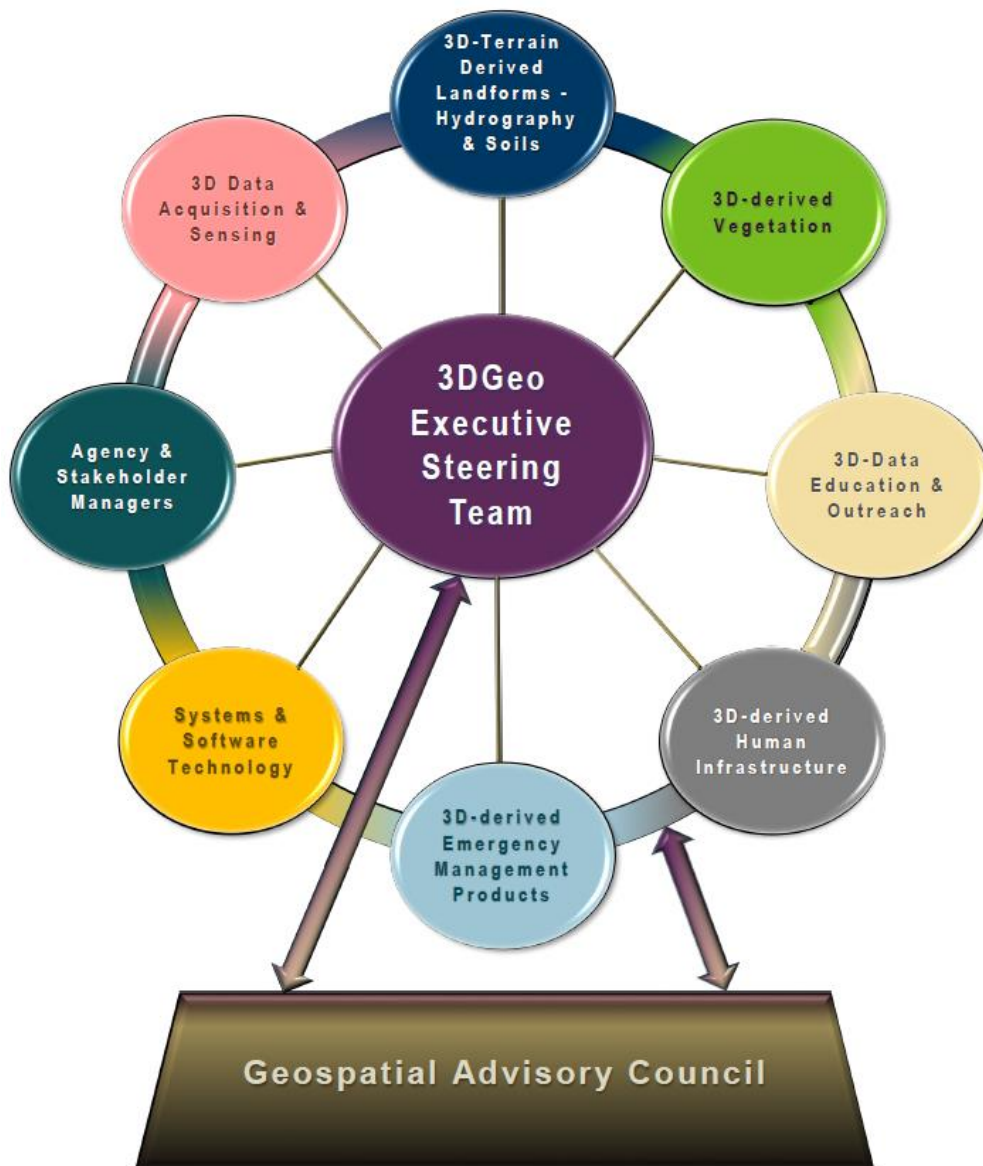 3D-Terrain
Derived
Landforms -
Hydrography
& Soils
3D Data
Acquisition &
Sensing
3D-derived
Vegetation
3DGeo
Executive
Steering
Team
Agency &
Stakeholder
Managers
3D-Data
Education &
Outreach
Systems &
Software
Technology
3D-derived
Human
Infrastructure
3D-derived
Emergency
Management
Products
Geospatial Advisory Council